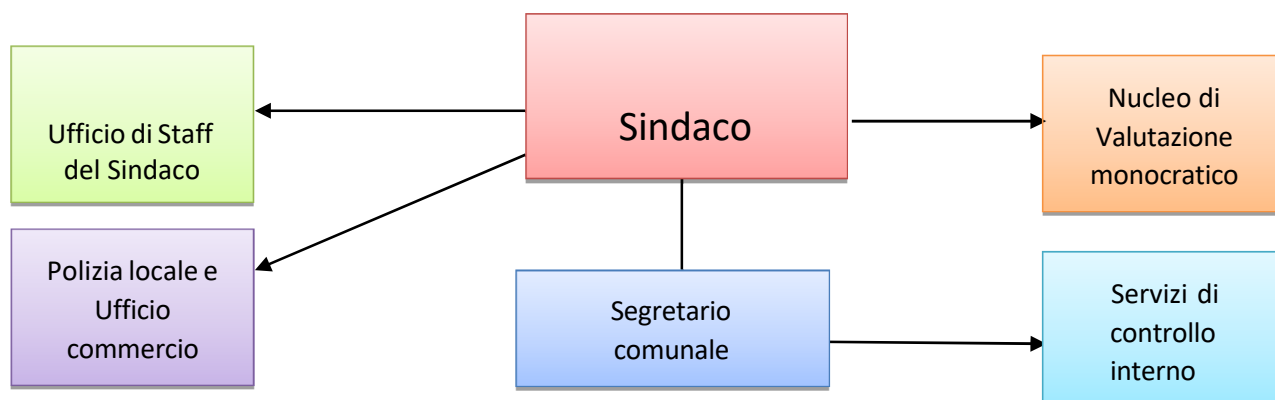 Sindaco
Ufficio di Staff
del Sindaco
Nucleo di
Valutazione
monocratico
Polizia locale e
Ufficio
commercio
Segretario
comunale
Servizi di
controllo
interno